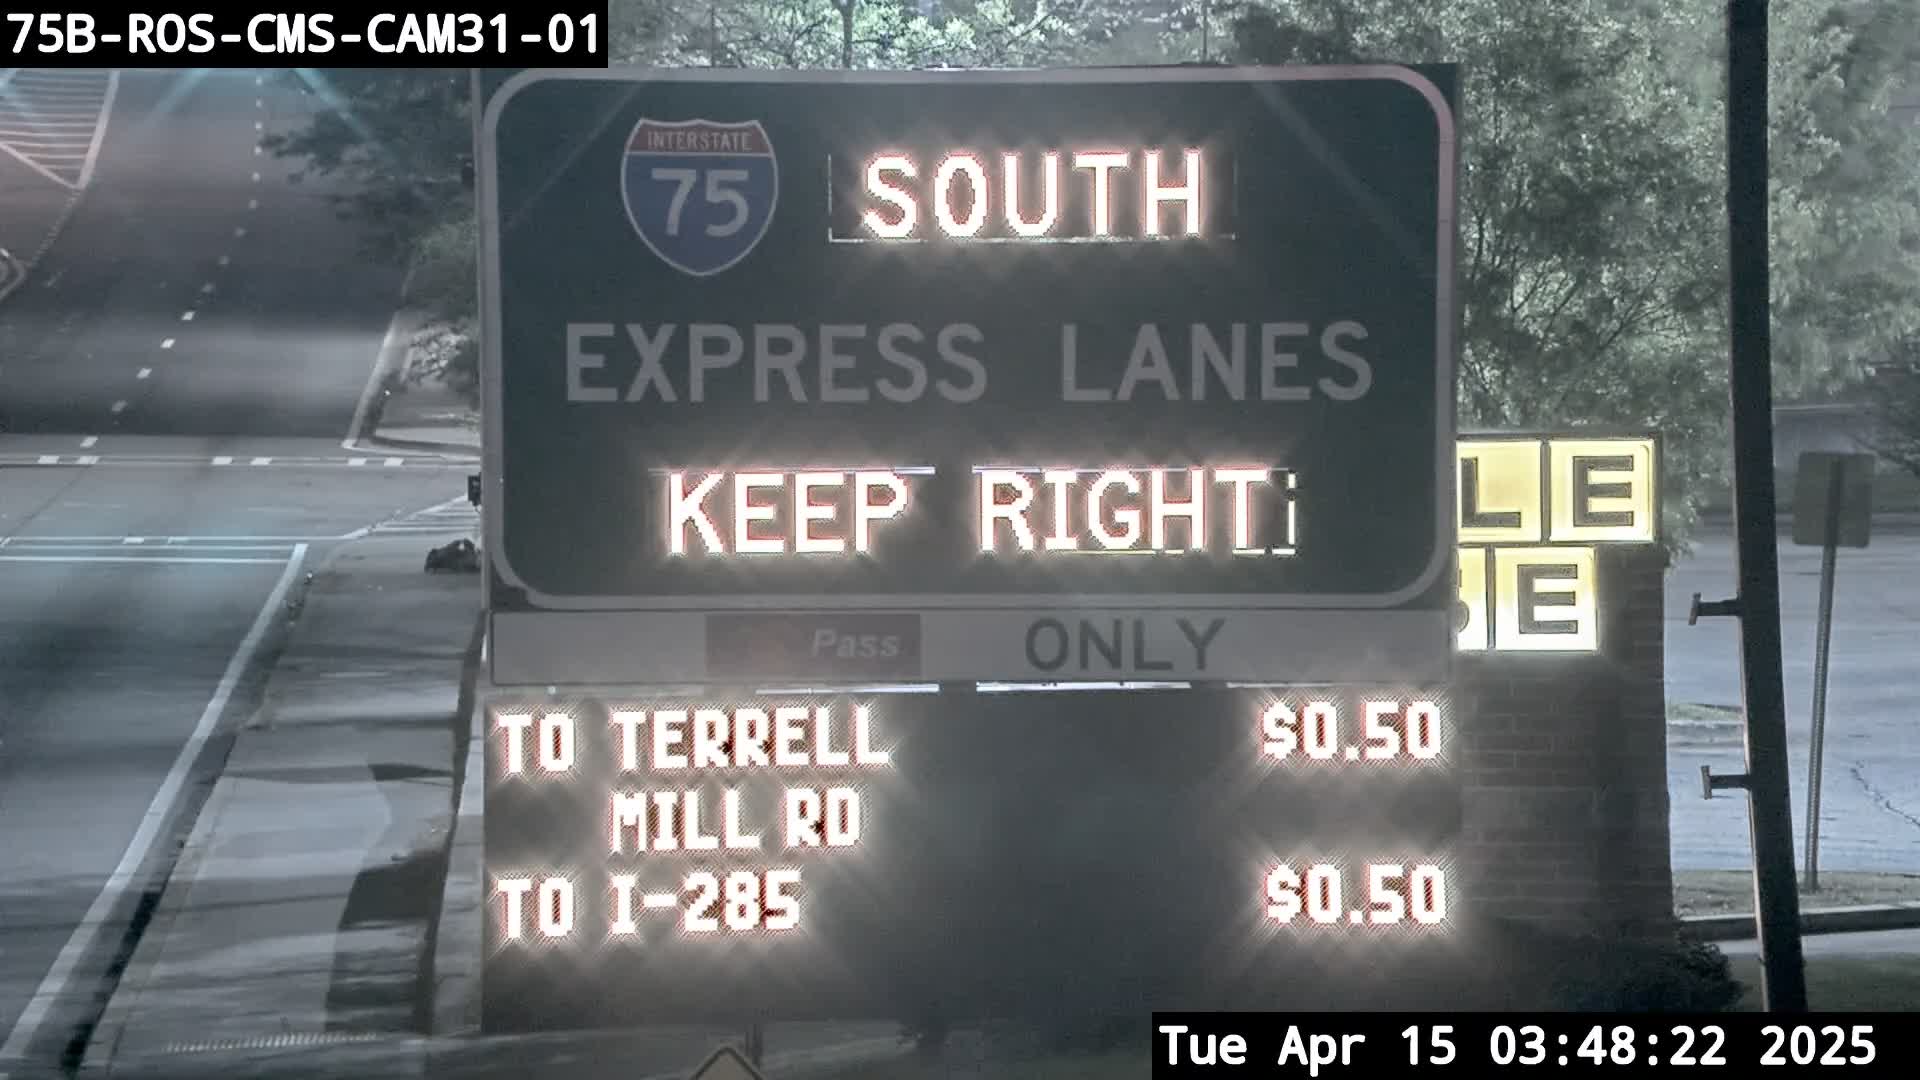 75B-ROS-CMS-CAM31-01
INTERSTATE
75
SOUTH
EXPRESS LANES
KEEP RIGHT
Pass ONLY
TO TERRELL $0.50
MILL RD
TO I-285 $0.50
LE
E
Tue Apr 15 03:48:22 2025